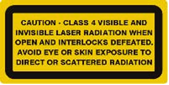 CAUTION - CLASS 4 VISIBLE AND
INVISIBLE LASER RADIATION WHEN
OPEN AND INTERLOCKS DEFEATED.
AVOID EYE OR SKIN EXPOSURE TO
DIRECT OR SCATTERED RADIATION